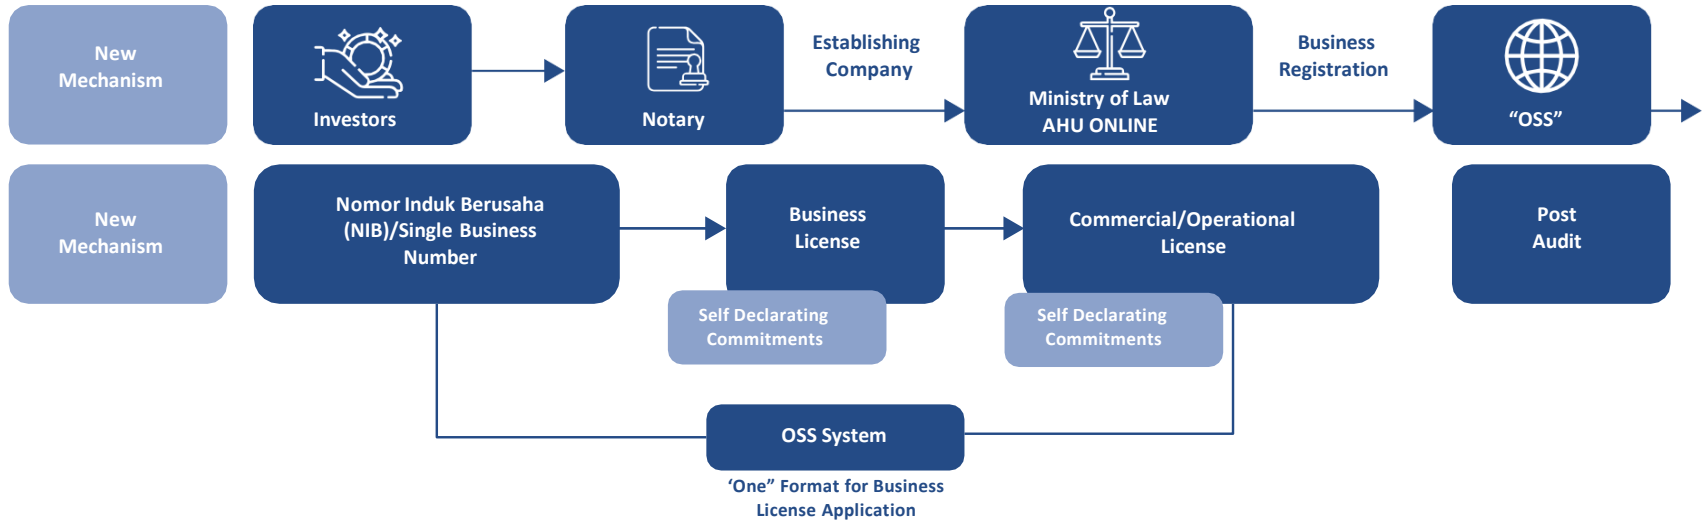 New
Mechanism
Investors
Notary
Establishing
Company
Ministry of Law
AHU ONLINE
Business
Registration
“OSS”
New
Mechanism
Nomor Induk Berusaha
(NIB)/Single Business
Number
Business
License
Commercial/Operational
License
Post
Audit
Self Declarating
Commitments
Self Declarating
Commitments
OSS System
‘One” Format for Business
License Application